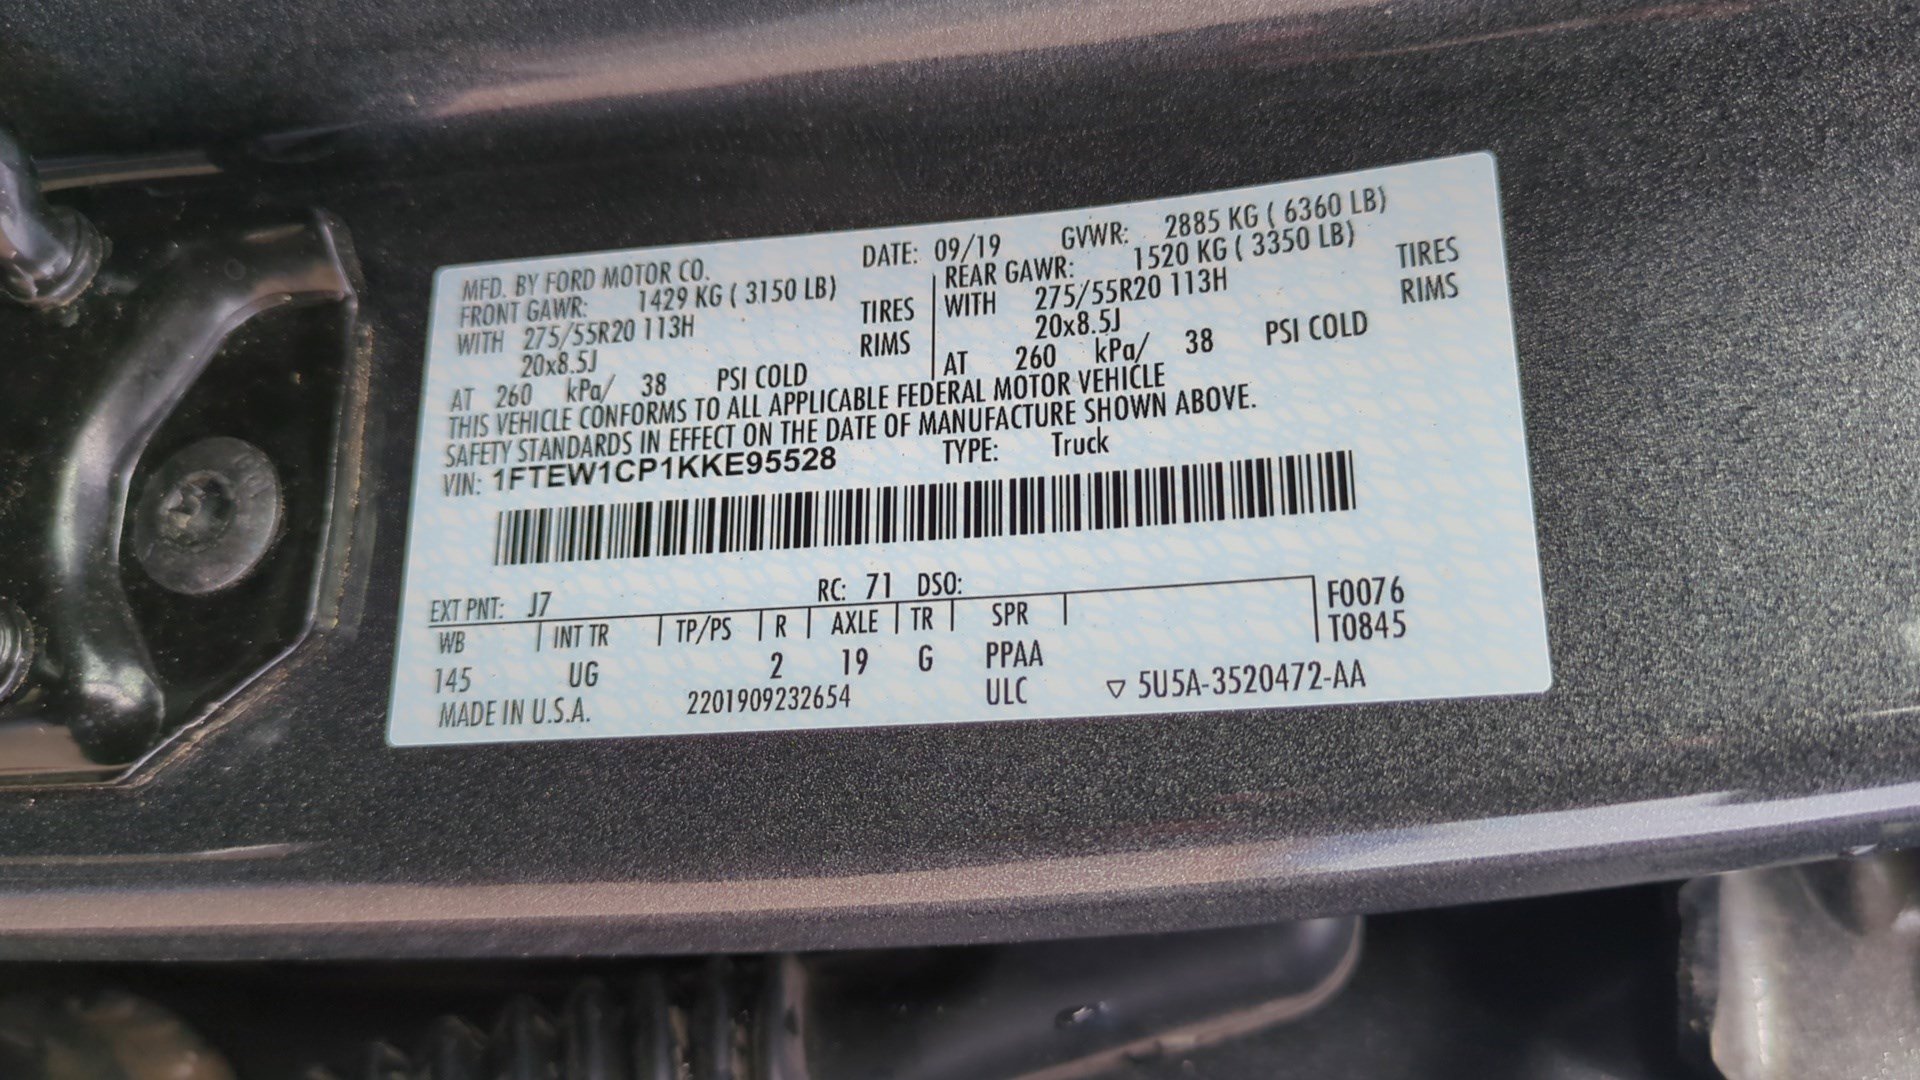 MFD. BY FORD MOTOR CO. DATE: 09/19 GVWR: 2885 KG ( 6360 LB)
FRONT GAWR: 1429 KG ( 3150 LB) REAR GAWR: 1520 KG ( 3350 LB)
WITH 275/55R20 113H TIRES WITH 275/55R20 113H TIRES
20x8.5J RIMS 20x8.5J RIMS
AT 260 kPa/ 38 PSI COLD AT 260 kPa/ 38 PSI COLD
THIS VEHICLE CONFORMS TO ALL APPLICABLE FEDERAL MOTOR VEHICLE
SAFETY STANDARDS IN EFFECT ON THE DATE OF MANUFACTURE SHOWN ABOVE.
VIN: 1FTEW1CP1KKE95528 TYPE: Truck
EXT PNT: J7 RC: 71 DSO: F0076
WB INT TR TP/PS R AXLE TR SPR T0845
145 UG 2 19 G PPAA
MADE IN U.S.A. 2201909232654 ULC ▽ 5U5A-3520472-AA